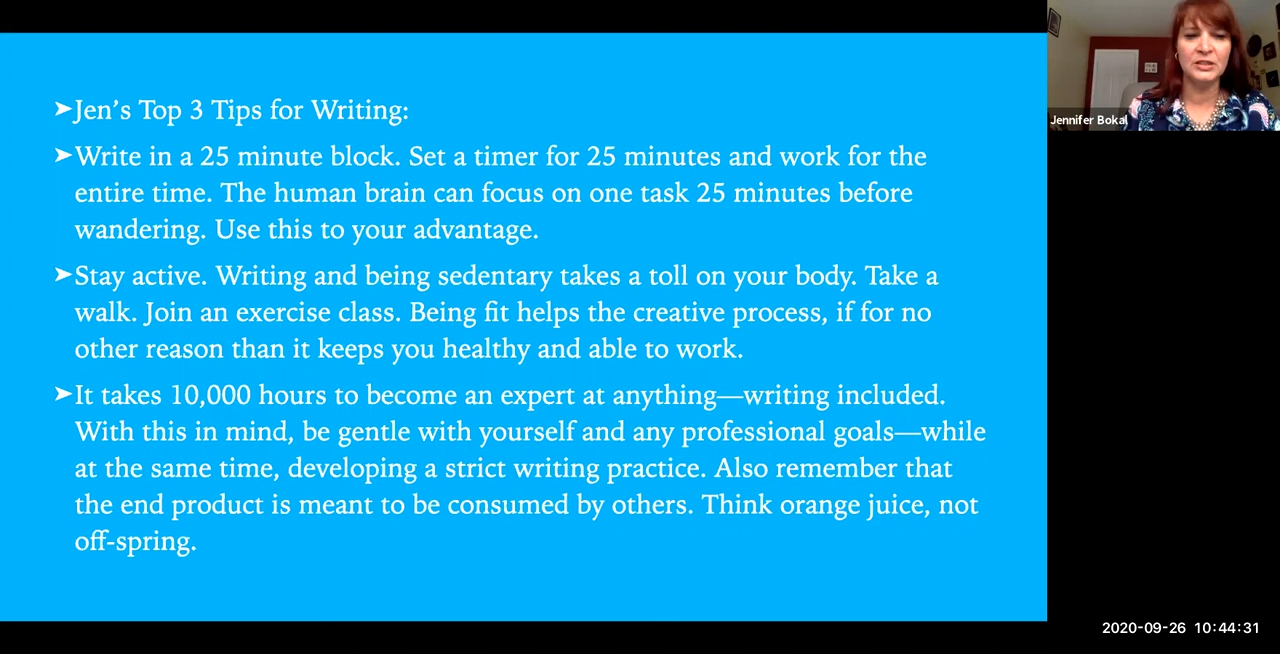 ➤Jen's Top 3 Tips for Writing:
➤Write in a 25 minute block. Set a timer for 25 minutes and work for the
entire time. The human brain can focus on one task 25 minutes before
wandering. Use this to your advantage.
➤Stay active. Writing and being sedentary takes a toll on your body. Take a
walk. Join an exercise class. Being fit helps the creative process, if for no
other reason than it keeps you healthy and able to work.
➤It takes 10,000 hours to become an expert at anything—writing included.
With this in mind, be gentle with yourself and any professional goals—while
at the same time, developing a strict writing practice. Also remember that
the end product is meant to be consumed by others. Think orange juice, not
off-spring.
Jennifer Bokal
2020-09-26 10:44:31